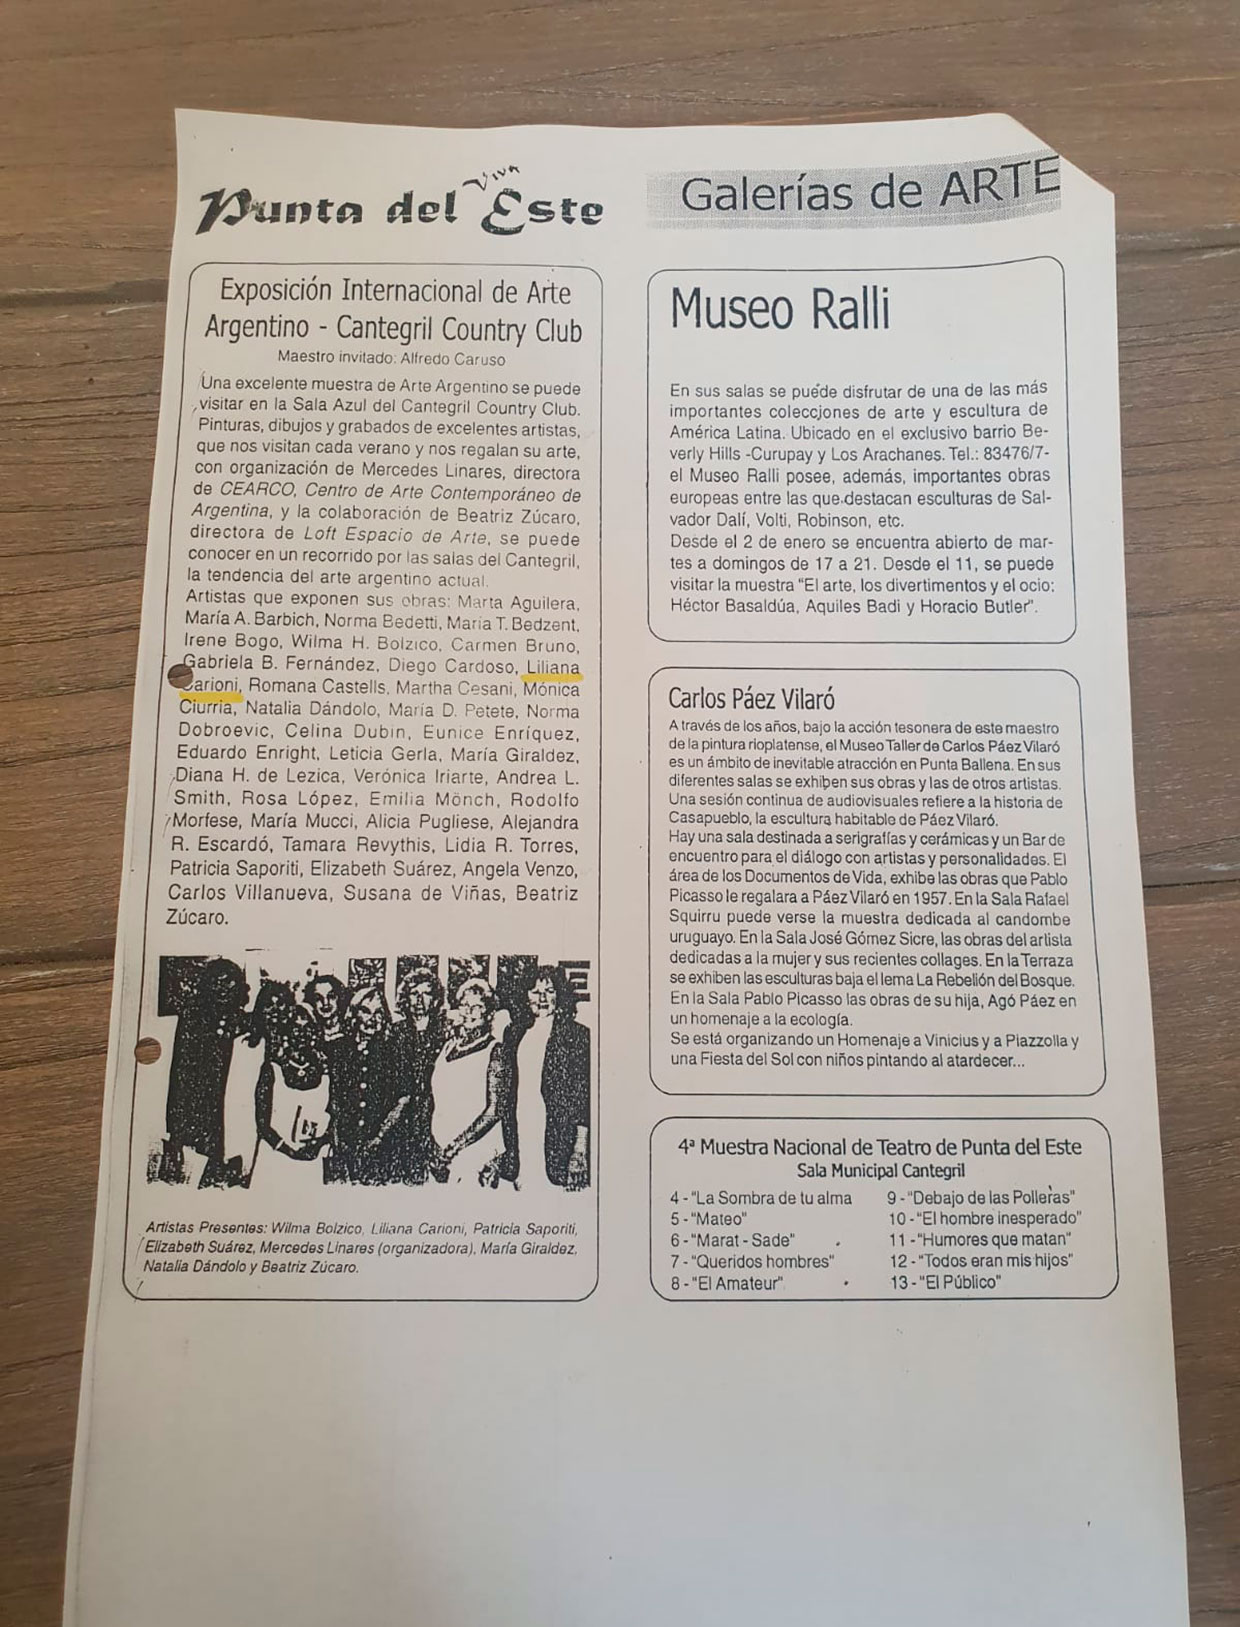 Viva
Punta del Este
Galerías de ARTE
Exposición Internacional de Arte
Argentino - Cantegril Country Club
Maestro invitado: Alfredo Caruso
Una excelente muestra de Arte Argentino se puede
visitar en la Sala Azul del Cantegril Country Club.
Pinturas, dibujos y grabados de excelentes artistas,
que nos visitan cada verano y nos regalan su arte,
con organización de Mercedes Linares, directora
de CEARCO, Centro de Arte Contemporáneo de
Argentina, y la colaboración de Beatriz Zúcaro,
directora de Loft Espacio de Arte, se puede
conocer en un recorrido por las salas del Cantegril,
la tendencia del arte argentino actual.
Artistas que exponen sus obras: Marta Aguilera,
María A. Barbich, Norma Bedetti, María T. Bedzent,
Irene Bogo, Wilma H. Bolzico, Carmen Bruno,
Gabriela B. Fernández, Diego Cardoso, Liliana
Carioni, Romana Castells, Martha Cesani, Mónica
Ciurria, Natalia Dándolo, María D. Petete, Norma
Dobroevic, Celina Dubin, Eunice Enríquez,
Eduardo Enright, Leticia Gerla, María Giraldez,
Diana H. de Lezica, Verónica Iriarte, Andrea L.
Smith, Rosa López, Emilia Mönch, Rodolfo
Morfese, María Mucci, Alicia Pugliese, Alejandra
R. Escardó, Tamara Revythis, Lidia R. Torres,
Patricia Saporiti, Elizabeth Suárez, Angela Venzo,
Carlos Villanueva, Susana de Viñas, Beatriz
Zúcaro.
Artistas Presentes: Wilma Bolzico, Liliana Carioni, Patricia Saporiti,
Elizabeth Suárez, Mercedes Linares (organizadora), María Giraldez,
Natalia Dándolo y Beatriz Zúcaro.
Museo Ralli
En sus salas se puede disfrutar de una de las más
importantes colecciones de arte y escultura de
América Latina. Ubicado en el exclusivo barrio Be-
verly Hills -Curupay y Los Arachanes. Tel.: 83476/7-
el Museo Ralli posee, además, importantes obras
europeas entre las que destacan esculturas de Sal-
vador Dalí, Volti, Robinson, etc.
Desde el 2 de enero se encuentra abierto de mar-
tes a domingos de 17 a 21. Desde el 11, se puede
visitar la muestra "El arte, los divertimentos y el ocio:
Héctor Basaldúa, Aquiles Badi y Horacio Butler".
Carlos Páez Vilaró
A través de los años, bajo la acción tesonera de este maestro
de la pintura rioplatense, el Museo Taller de Carlos Páez Vilaró
es un ámbito de inevitable atracción en Punta Ballena. En sus
diferentes salas se exhiben sus obras y las de otros artistas.
Una sesión continua de audiovisuales refiere a la historia de
Casapueblo, la escultura habitable de Páez Vilaró.
Hay una sala destinada a serigrafías y cerámicas y un Bar de
encuentro para el diálogo con artistas y personalidades. El
área de los Documentos de Vida, exhibe las obras que Pablo
Picasso le regalara a Páez Vilaró en 1957. En la Sala Rafael
Squirru puede verse la muestra dedicada al candombe
uruguayo. En la Sala José Gómez Sicre, las obras del artista
dedicadas a la mujer y sus recientes collages. En la Terraza
se exhiben las esculturas baja el lema La Rebelión del Bosque.
En la Sala Pablo Picasso las obras de su hija, Agó Páez en
un homenaje a la ecología.
Se está organizando un Homenaje a Vinicius y a Piazzolla y
una Fiesta del Sol con niños pintando al atardecer...
4ª Muestra Nacional de Teatro de Punta del Este
Sala Municipal Cantegril
4 - "La Sombra de tu alma
5 - "Mateo"
6 - "Marat - Sade"
7 - "Queridos hombres"
8 - "El Amateur"
9 - "Debajo de las Polleras"
10 - "El hombre inesperado"
11 - "Humores que matan"
12 - "Todos eran mis hijos"
13 - "El Público"